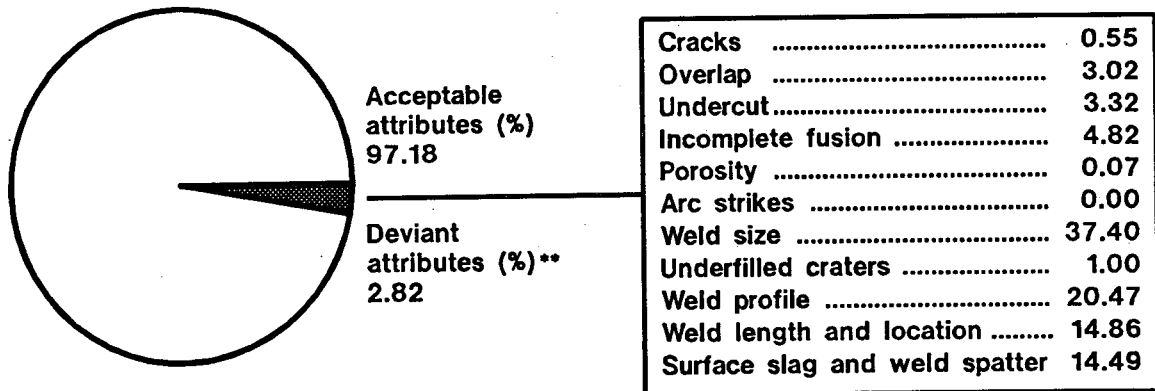 Acceptable
attributes (%)
97.18
Deviant
attributes (%)**
2.82
Cracks ........................................ 0.55
Overlap ........................................ 3.02
Undercut..................................... 3.32
Incomplete fusion .................... 4.82
Porosity ...................................... 0.07
Arc strikes ................................ 0.00
Weld size .................................. 37.40
Underfilled craters ................... 1.00
Weld profile .............................. 20.47
Weld length and location ......... 14.86
Surface slag and weld spatter 14.49